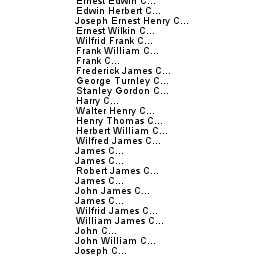 Ernest Edwin C...
Edwin Herbert C...
Joseph Ernest Henry C...
Ernest Wilkin C...
Wilfrid Frank C...
Frank William C...
Frank C...
Frederick James C...
George Turnley C...
Stanley Gordon C...
Harry C...
Walter Henry C...
Henry Thomas C...
Herbert William C...
Wilfred James C...
James C...
James C...
Robert James C...
James C...
John James C...
James C...
Wilfrid James C...
William James C...
John C...
John William C...
Joseph C...